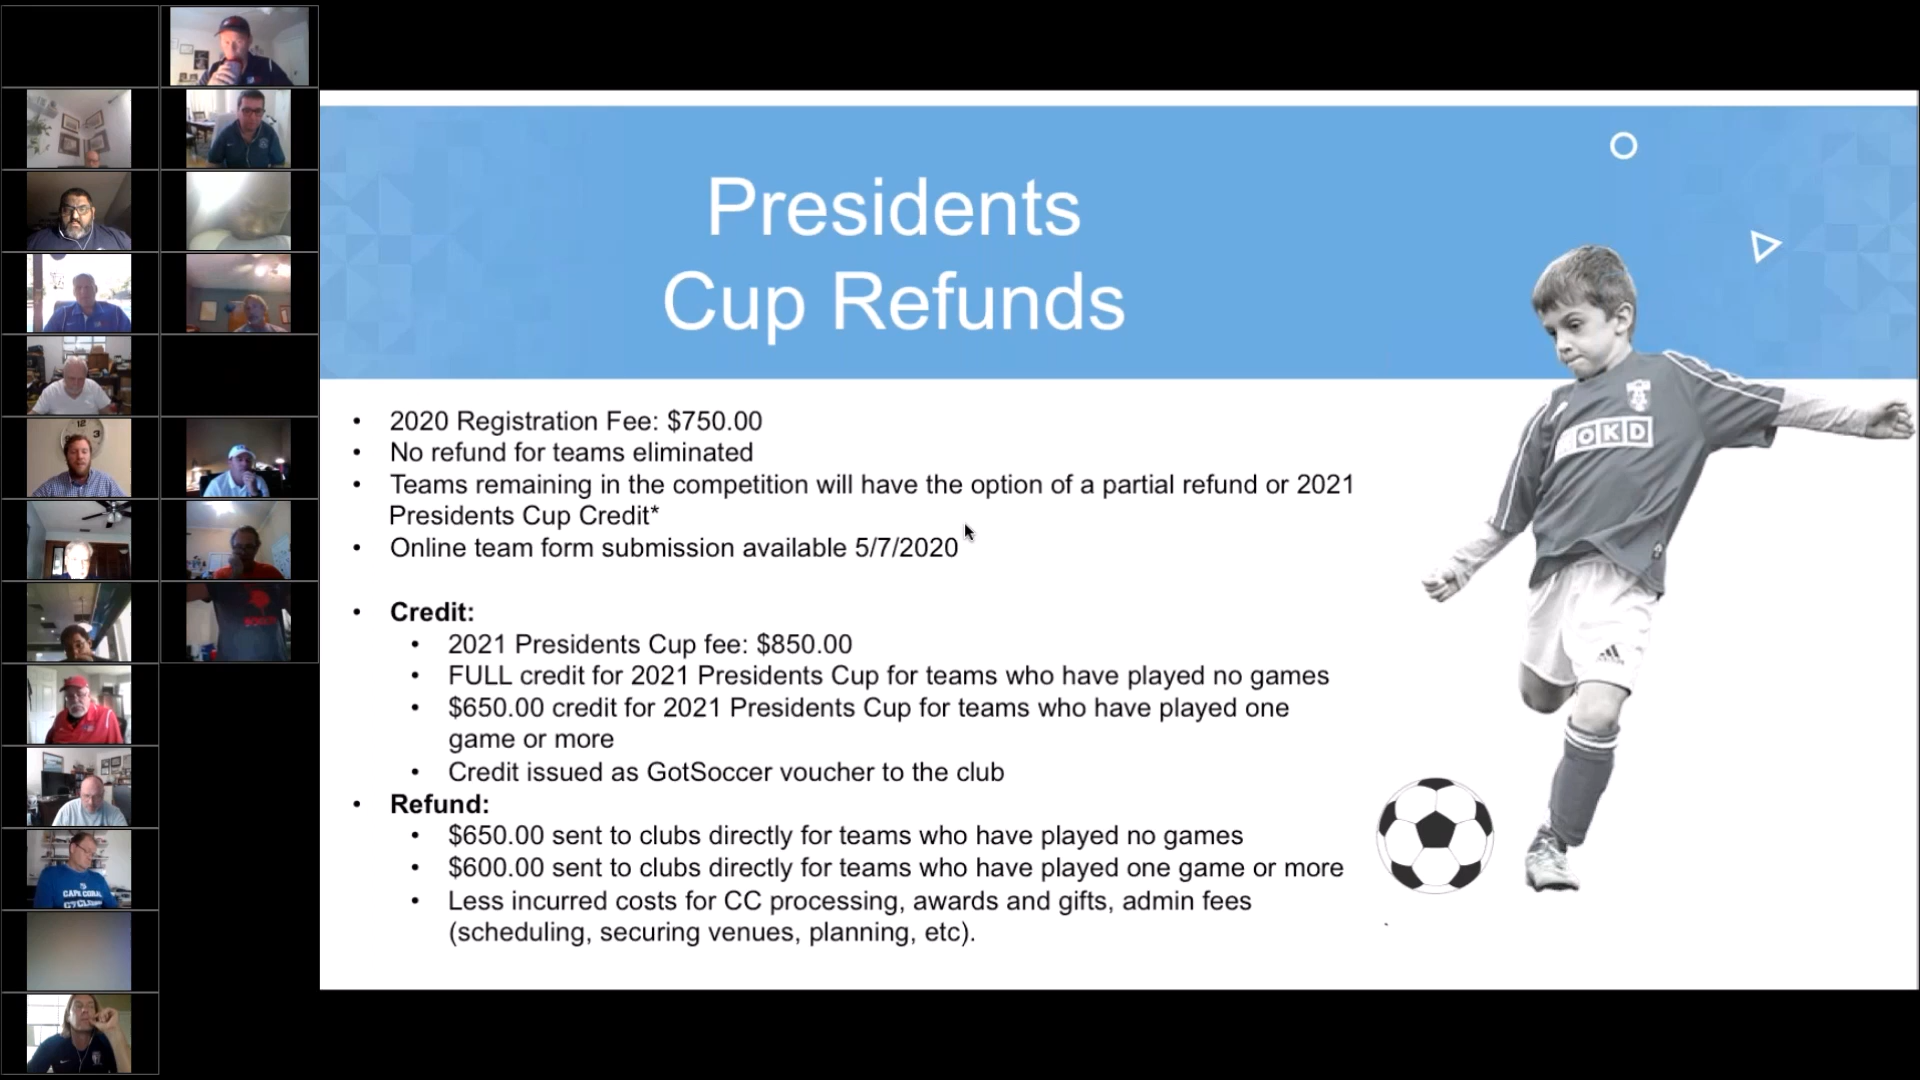 Presidents
Cup Refunds
• 2020 Registration Fee: $750.00
• No refund for teams eliminated
• Teams remaining in the competition will have the option of a partial refund or 2021
Presidents Cup Credit*
• Online team form submission available 5/7/2020
• Credit:
• 2021 Presidents Cup fee: $850.00
• FULL credit for 2021 Presidents Cup for teams who have played no games
• $650.00 credit for 2021 Presidents Cup for teams who have played one
game or more
• Credit issued as GotSoccer voucher to the club
• Refund:
• $650.00 sent to clubs directly for teams who have played no games
• $600.00 sent to clubs directly for teams who have played one game or more
• Less incurred costs for CC processing, awards and gifts, admin fees
(scheduling, securing venues, planning, etc).
OKD
CAPE CORAL